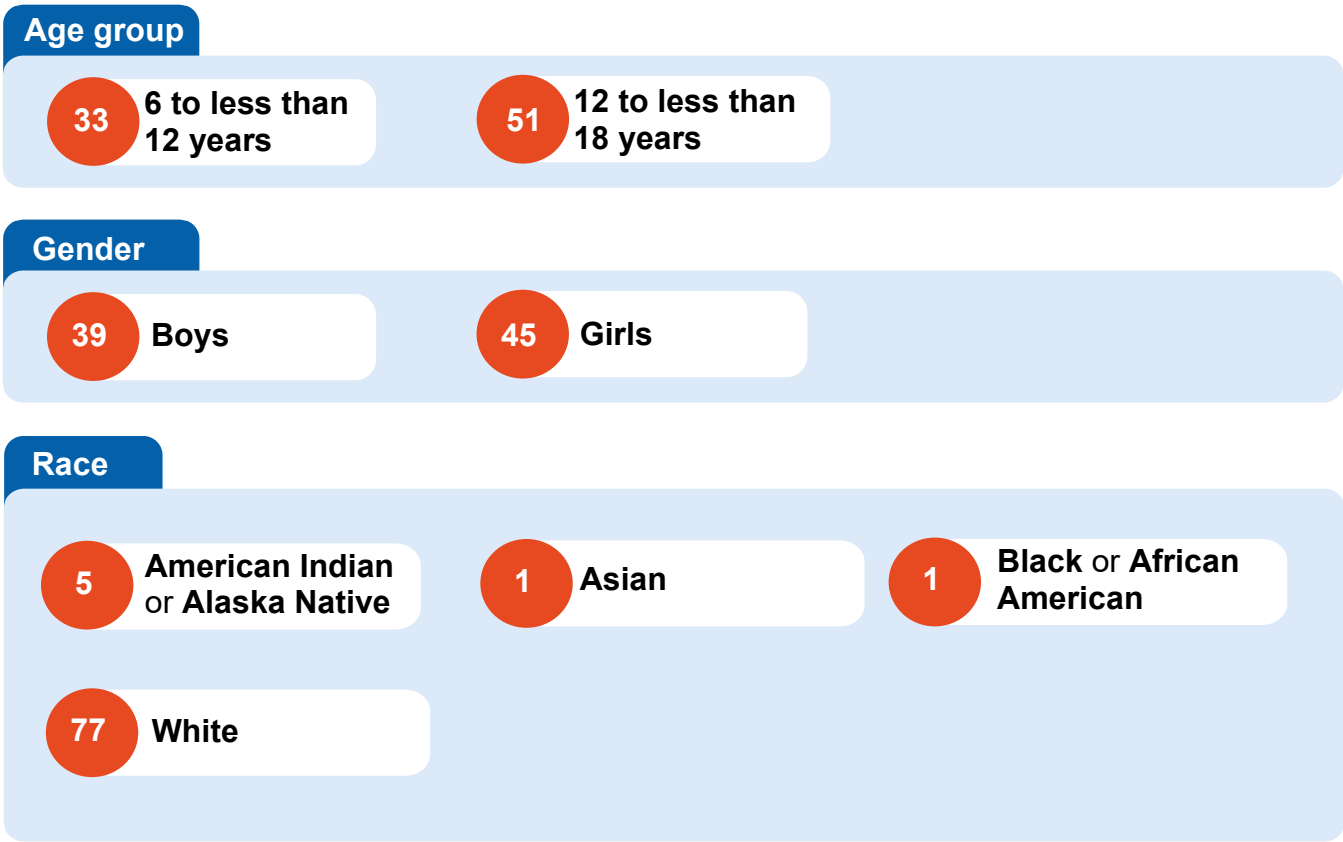 Age group
33
6 to less than
12 years
51
12 to less than
18 years
Gender
39
Boys
45
Girls
Race
5
American Indian
or Alaska Native
1
Asian
1
Black or African
American
77
White